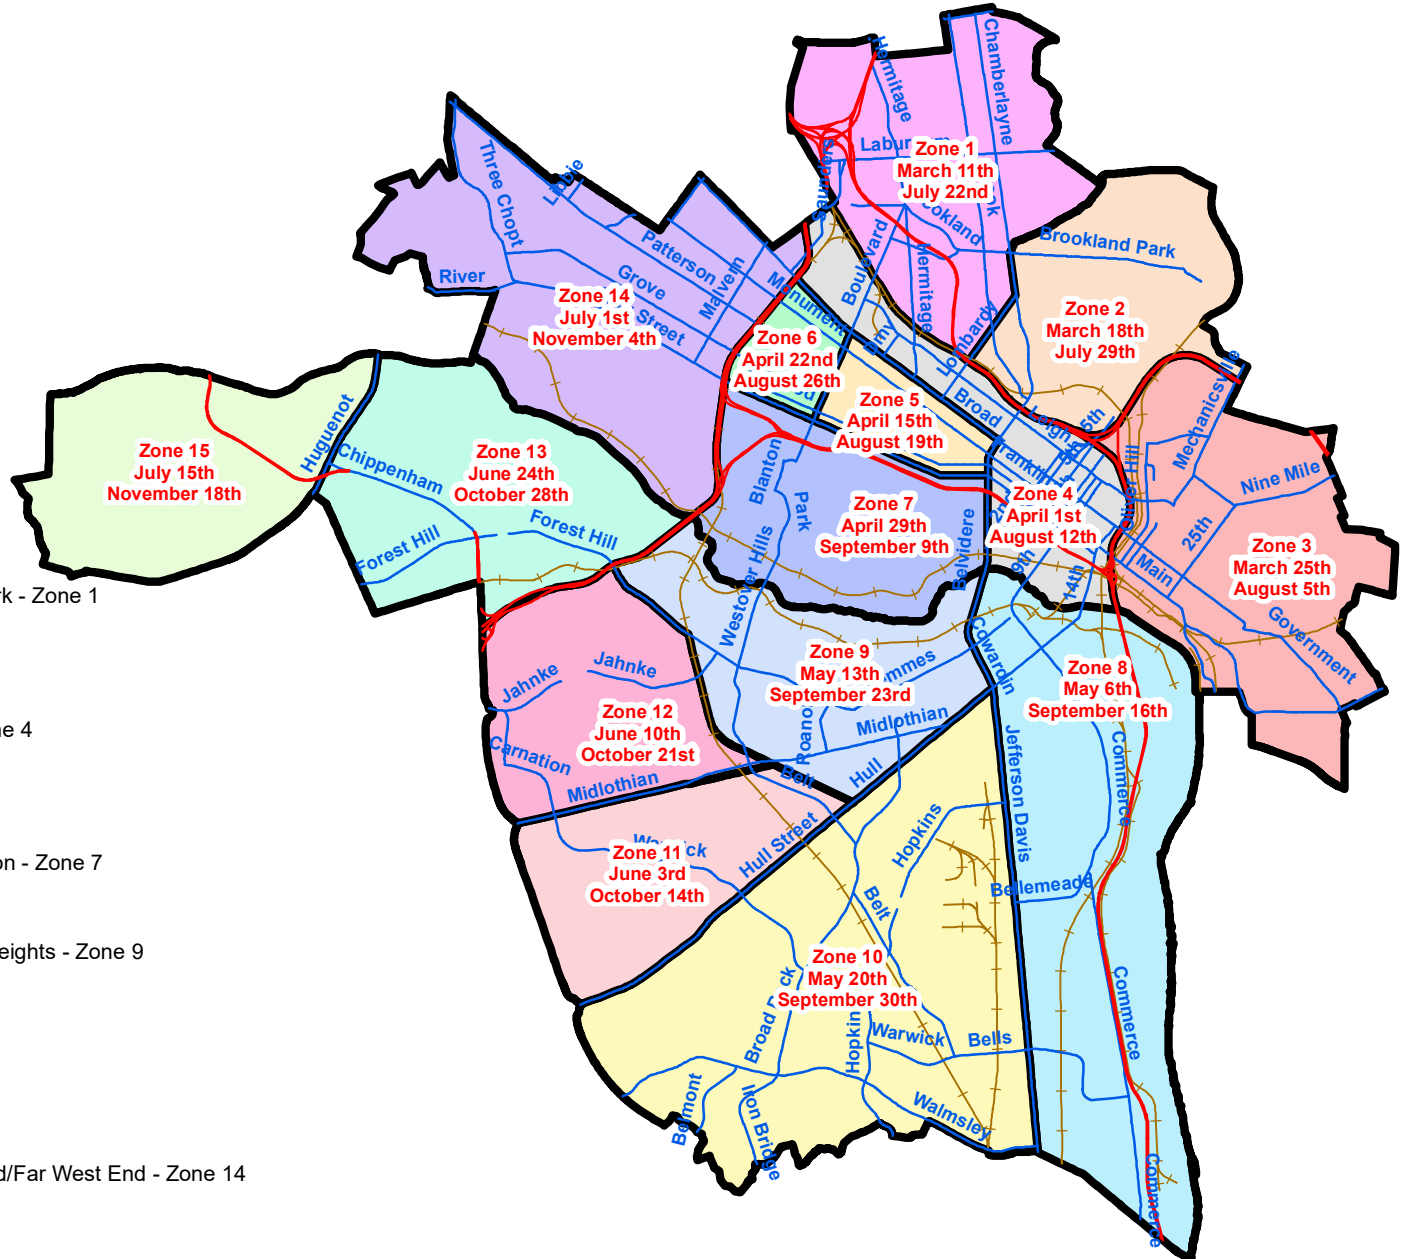 Hermitage
Chamberlayne
Saunders
Zone 1
March 11th
July 22nd
Three Chopt
Libbie
Patterson
Malvern
River
Grove
Street
Monument
Boulevard
Hermitage
Brookland Park
Lombardy
Zone 14
July 1st
November 4th
Zone 6
April 22nd
August 26th
Zone 2
March 18th
July 29th
Zone 5
April 15th
August 19th
Broad
Leigh
5th
Franklin
Mechanicsville
Nine Mile
25th
Main
Government
Huguenot
Chippenham
Forest Hill
Forest Hill
Zone 15
July 15th
November 18th
Zone 13
June 24th
October 28th
Blanton
Park
Westover Hills
Belvidere
Zone 7
April 29th
September 9th
Zone 4
April 1st
August 12th
9th
14th
Zone 3
March 25th
August 5th
rk - Zone 1
Jahnke
Jahnke
Zone 9
May 13th
September 23rd
Cowardin
Zone 8
May 6th
September 16th
Zone 12
June 10th
October 21st
Carnation
Midlothian
Midlothian
Belt
Hull
e 4
Jefferson Davis
Commerce
Hull Street
Hopkins
Zone 11
June 3rd
October 14th
on - Zone 7
Bellemeade
Belt
eights - Zone 9
Zone 10
May 20th
September 30th
Commerce
Warwick
Bells
Belmont
Iron Bridge
Walmsley
d/Far West End - Zone 14
Commerce